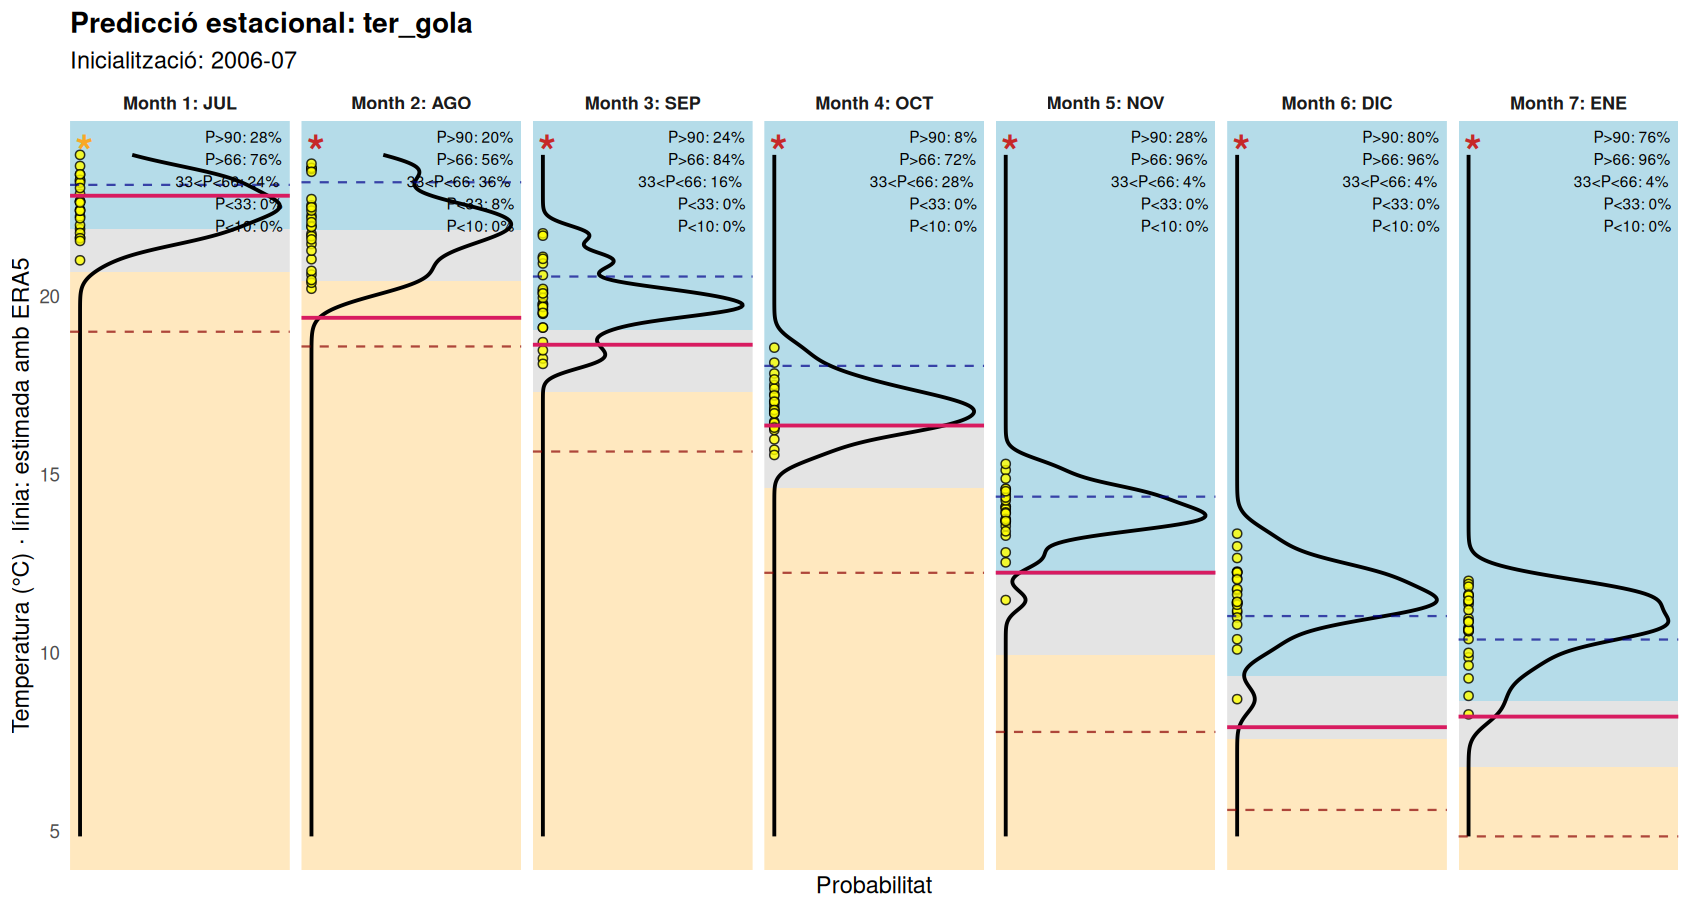 Predicció estacional: ter_gola
Inicialització: 2006-07
Month 1: JUL
Month 2: AGO
Month 3: SEP
Month 4: OCT
Month 5: NOV
Month 6: DIC
Month 7: ENE
*
P>90: 28%
P>66: 76%
33<P<66: 24%
P<33: 0%
P<10: 0%
*
P>90: 20%
P>66: 56%
33<P<66: 36%
P<33: 8%
P<10: 0%
*
P>90: 24%
P>66: 84%
33<P<66: 16%
P<33: 0%
P<10: 0%
*
P>90: 8%
P>66: 72%
33<P<66: 28%
P<33: 0%
P<10: 0%
*
P>90: 28%
P>66: 96%
33<P<66: 4%
P<33: 0%
P<10: 0%
*
P>90: 80%
P>66: 96%
33<P<66: 4%
P<33: 0%
P<10: 0%
*
P>90: 76%
P>66: 96%
33<P<66: 4%
P<33: 0%
P<10: 0%
Temperatura (°C) · línia: estimada amb ERA5
20
15
10
5
Probabilitat